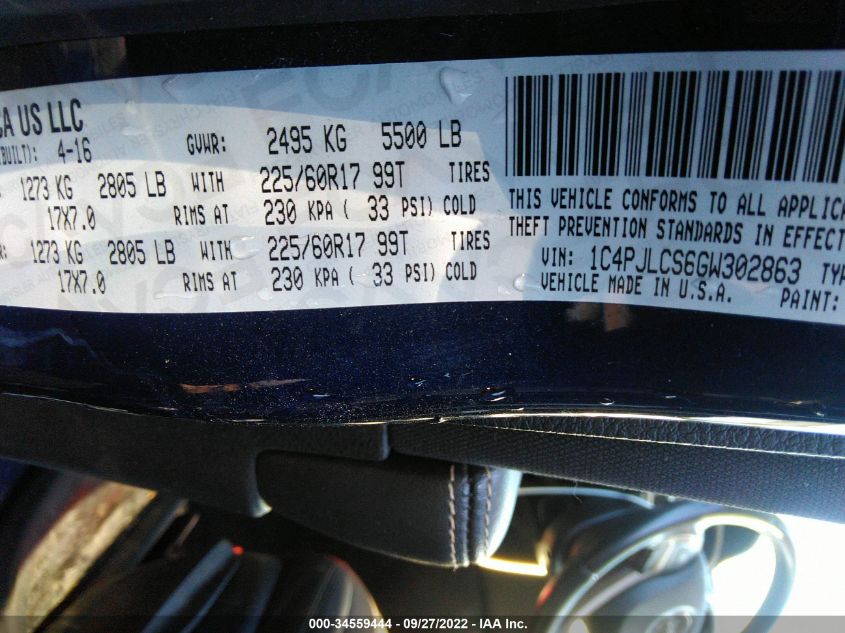 CA US LLC
BUILT): 4-16 GVWR: 2495 KG 5500 LB
1273 KG 2805 LB WITH 225/60R17 99T TIRES
17X7.0 RIMS AT 230 KPA ( 33 PSI) COLD
R: 1273 KG 2805 LB WITH 225/60R17 99T TIRES
17X7.0 RIMS AT 230 KPA ( 33 PSI) COLD
THIS VEHICLE CONFORMS TO ALL APPLICA
THEFT PREVENTION STANDARDS IN EFFECT
VIN: 1C4PJLCS6GW302863 TYP
VEHICLE MADE IN U.S.A. PAINT:
000-34559444 - 09/27/2022 - IAA Inc.